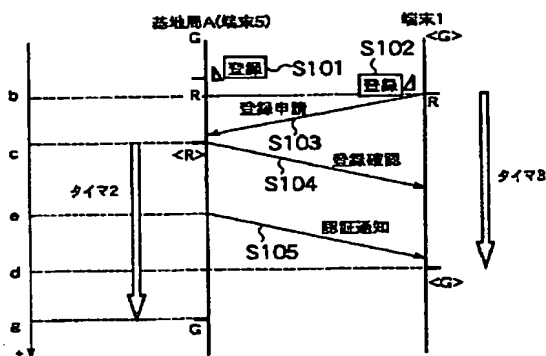 基地局A(端末5)
端末1
G
<G>
登録
S101
S102
登録
b
R
R
登録申請
S103
c
<R>
登録確認
S104
タイマ2
タイマ3
e
認証通知
S105
d
<G>
g
G
t